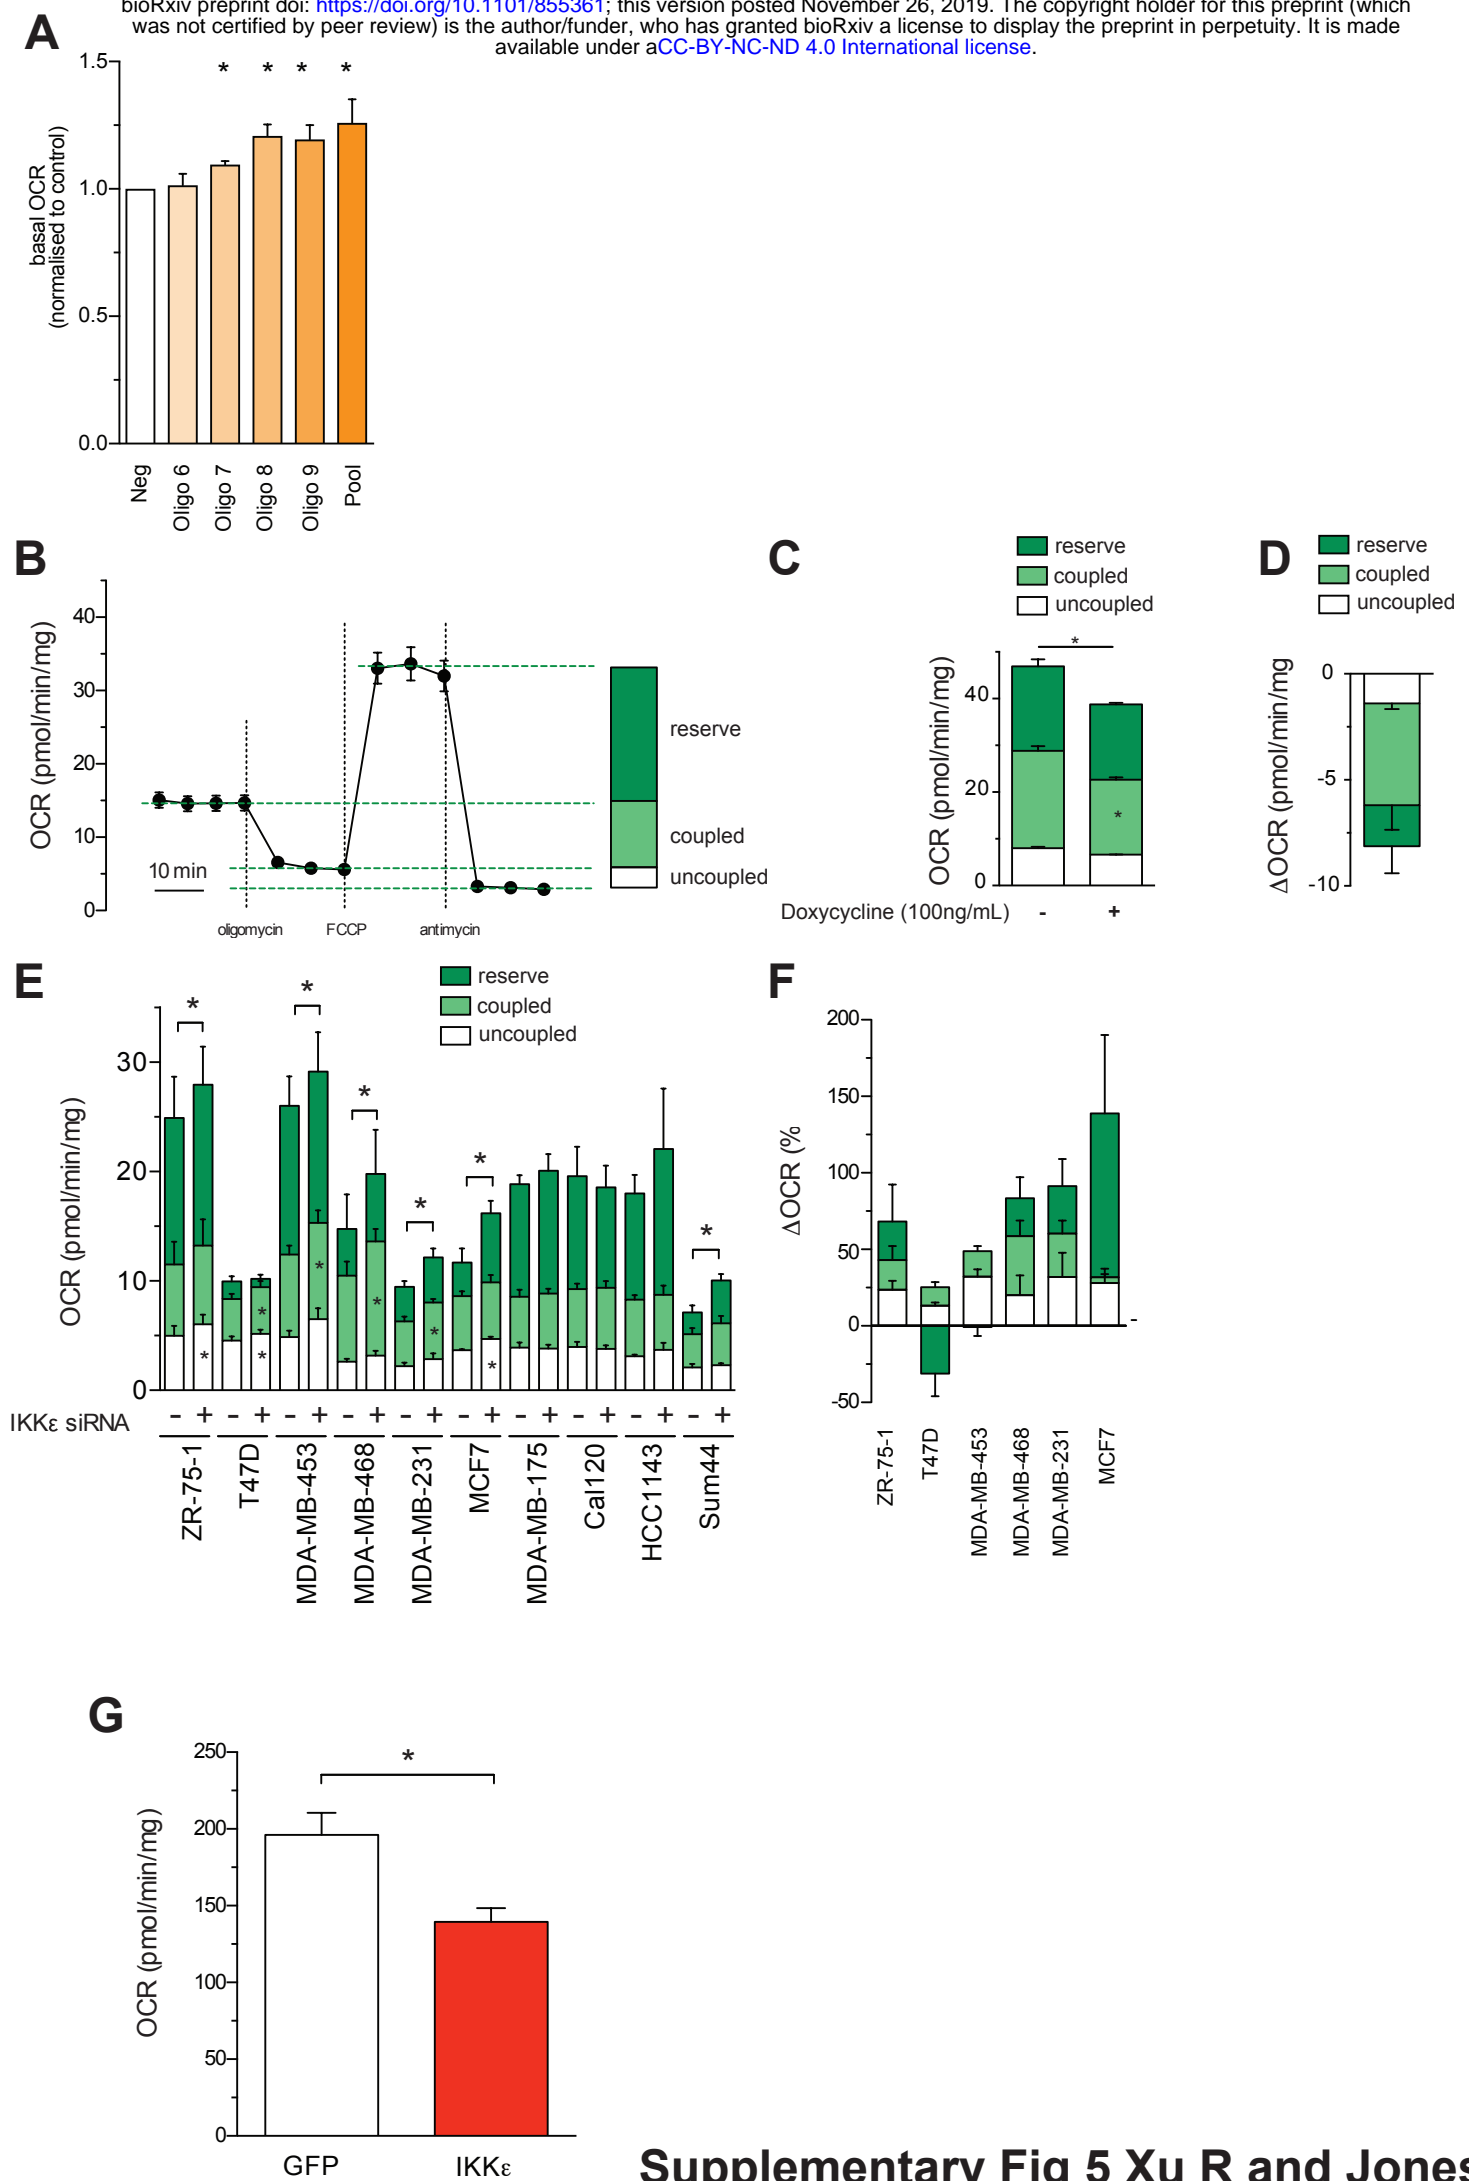 bioRxiv preprint doi: https://doi.org/10.1101/855361; this version posted November 26, 2019. The copyright holder for this preprint (which
was not certified by peer review) is the author/funder, who has granted bioRxiv a license to display the preprint in perpetuity. It is made
available under aCC-BY-NC-ND 4.0 International license.
A
basal OCR
(normalised to control)
1.5
1.0
0.5
0.0
* * * *
Neg
Oligo 6
Oligo 7
Oligo 8
Oligo 9
Pool
B
OCR (pmol/min/mg)
40
30
20
10
0
10 min
oligomycin
FCCP
antimycin
reserve
coupled
uncoupled
C
reserve
coupled
uncoupled
OCR (pmol/min/mg)
40
20
0
*
*
Doxycycline (100ng/mL) - +
D
reserve
coupled
uncoupled
ΔOCR (pmol/min/mg
0
-5
-10
E
reserve
coupled
uncoupled
OCR (pmol/min/mg)
30
20
10
0
* * * * * *
* * * * * * *
IKKε siRNA - + - + - + - + - + - + - + - + - + - +
ZR-75-1
T47D
MDA-MB-453
MDA-MB-468
MDA-MB-231
MCF7
MDA-MB-175
Cal120
HCC1143
Sum44
F
ΔOCR (%
200
150
100
50
0
-50
-
ZR-75-1
T47D
MDA-MB-453
MDA-MB-468
MDA-MB-231
MCF7
G
OCR (pmol/min/mg)
250
200
150
100
50
0
*
GFP
IKKε
Supplementary Fig 5 Xu R and Jones